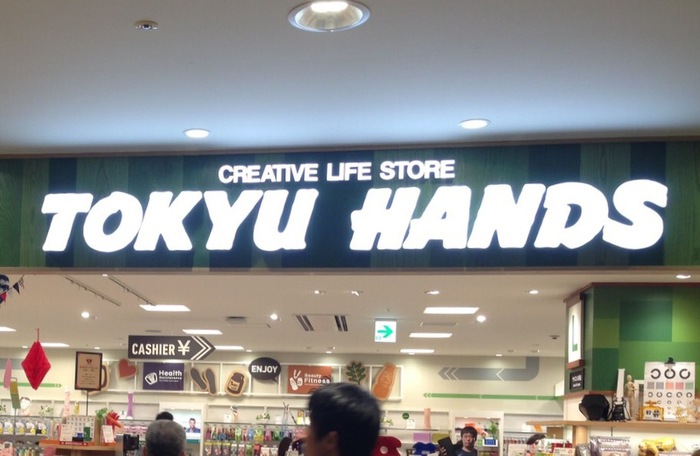 CREATIVE LIFE STORE
TOKYU HANDS
CASHIER ¥
Health
ENJOY
Beauty
Fitness